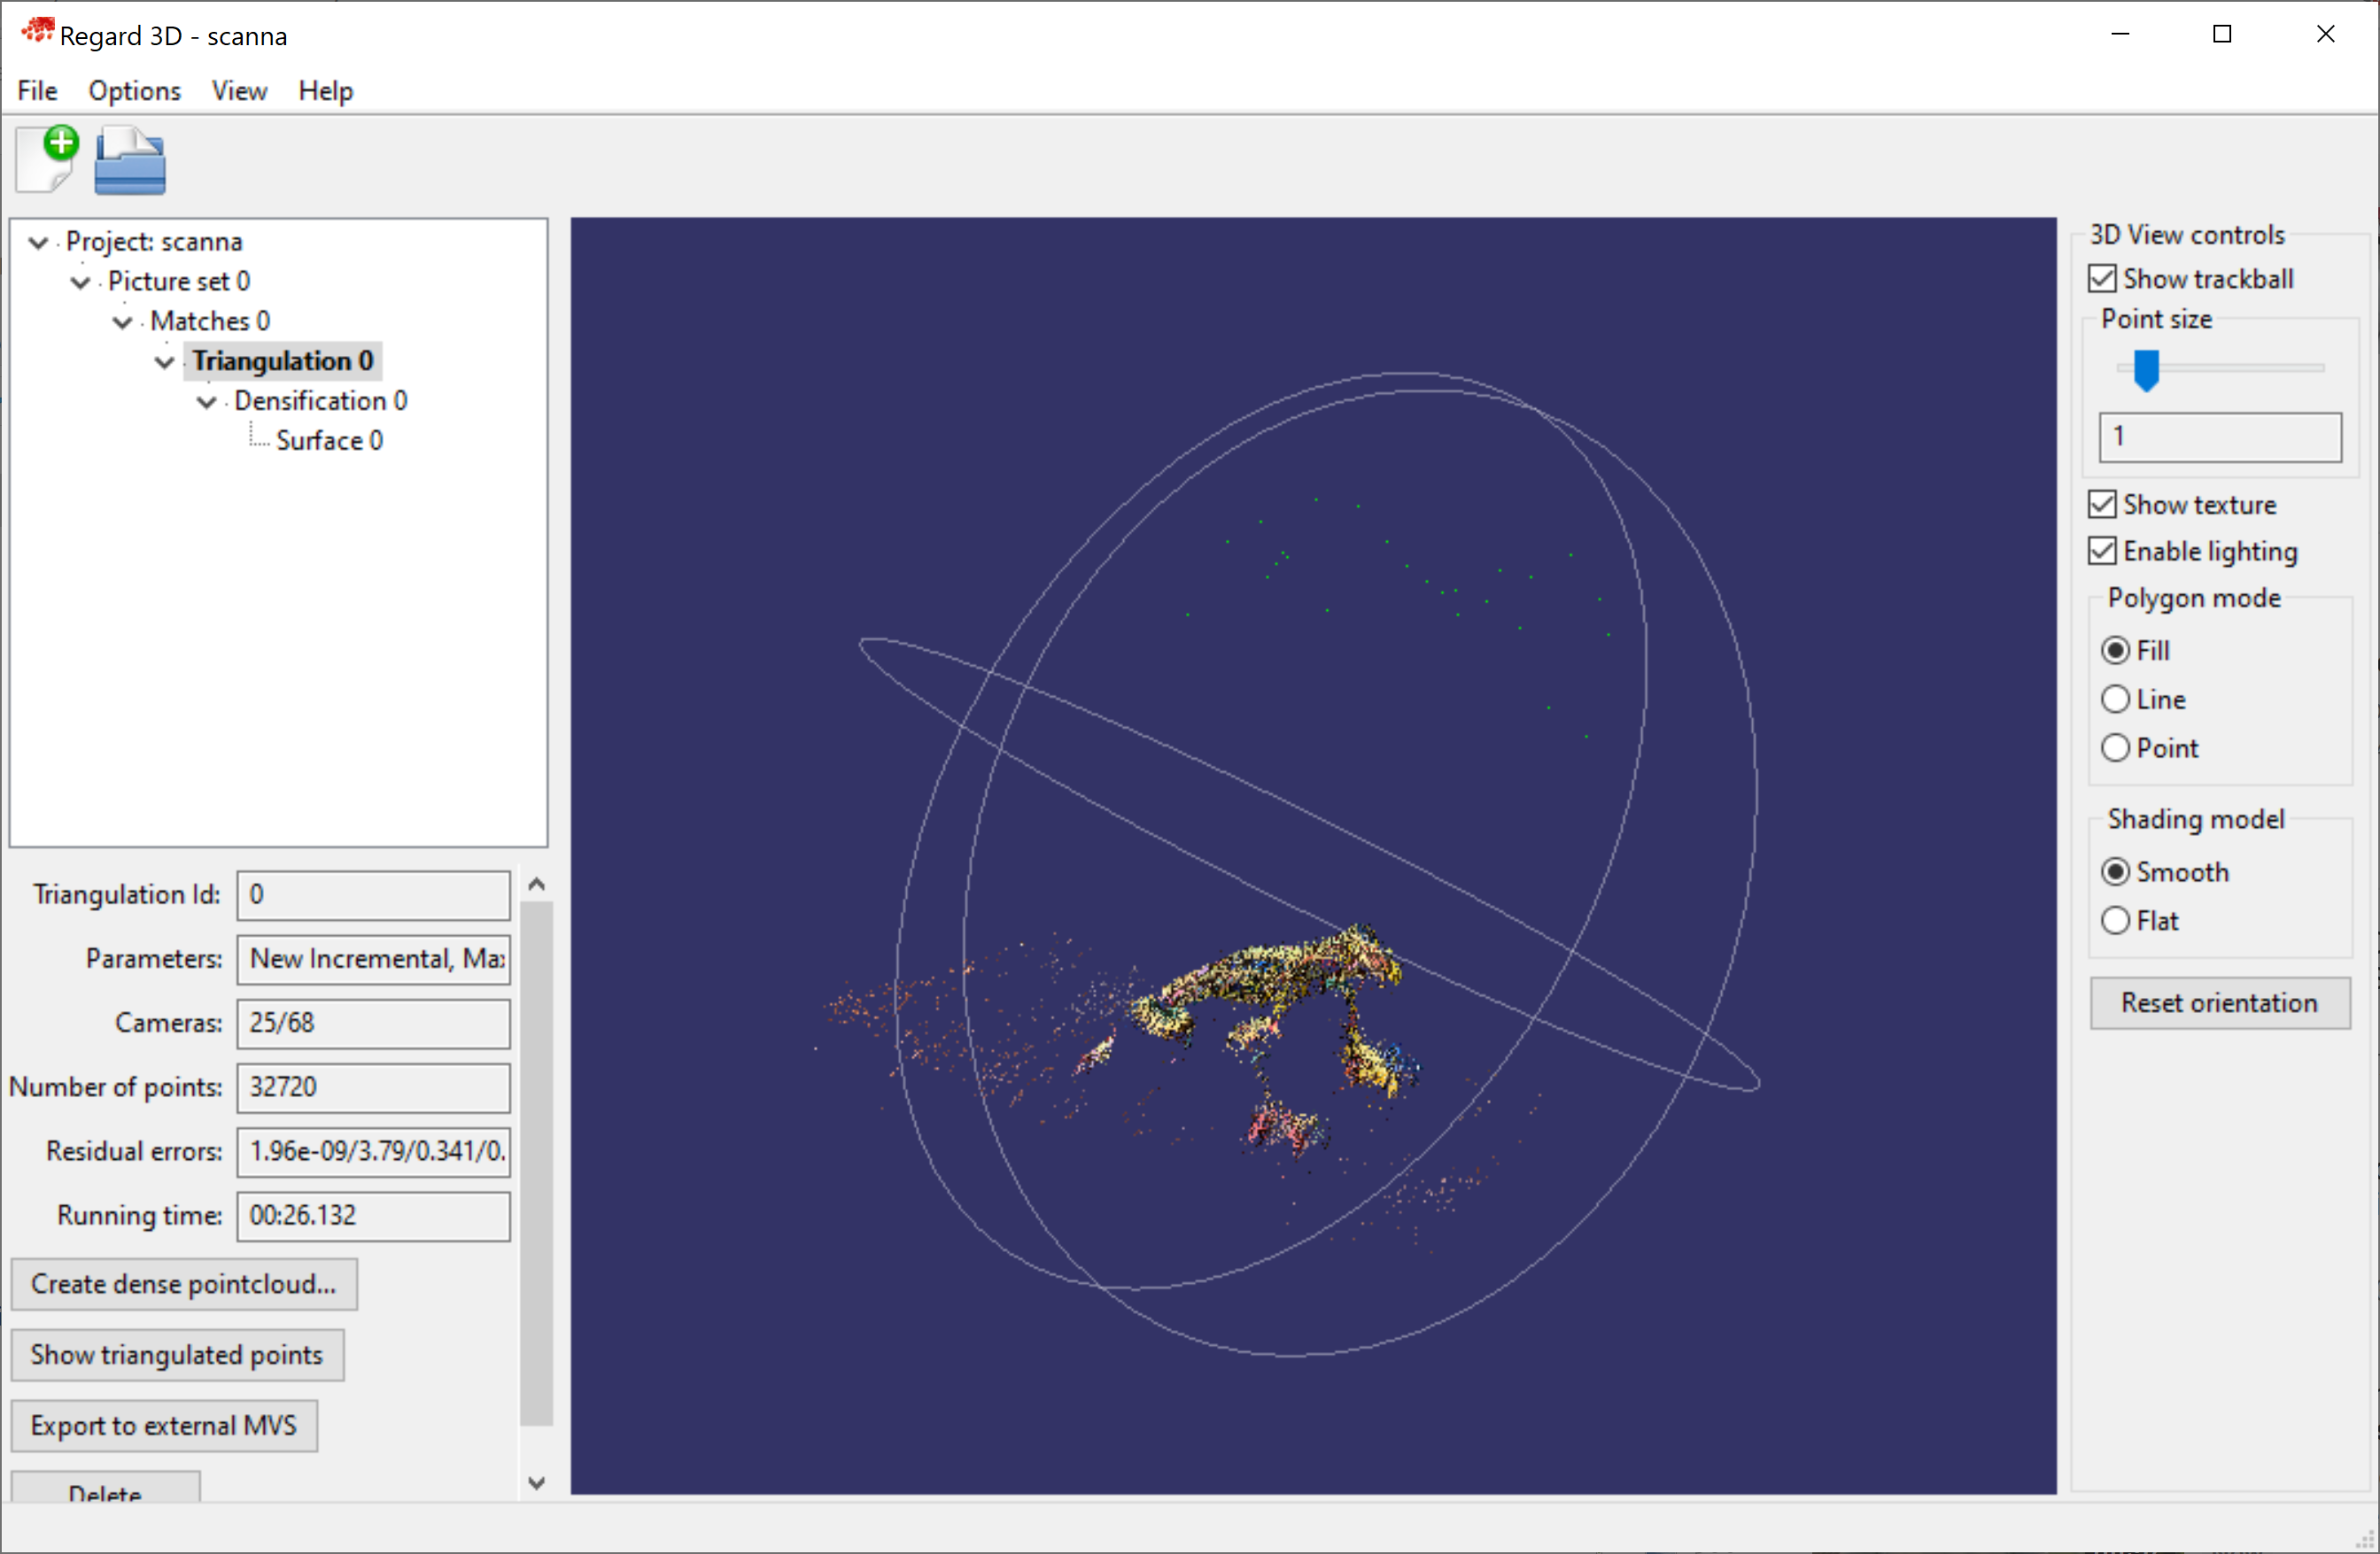 Regard 3D - scanna
File Options View Help
Project: scanna
Picture set 0
Matches 0
Triangulation 0
Densification 0
Surface 0
Triangulation Id: 0
Parameters: New Incremental, Max
Cameras: 25/68
Number of points: 32720
Residual errors: 1.96e-09/3.79/0.341/0.
Running time: 00:26.132
Create dense pointcloud...
Show triangulated points
Export to external MVS
Delete
3D View controls
Show trackball
Point size
1
Show texture
Enable lighting
Polygon mode
Fill
Line
Point
Shading model
Smooth
Flat
Reset orientation